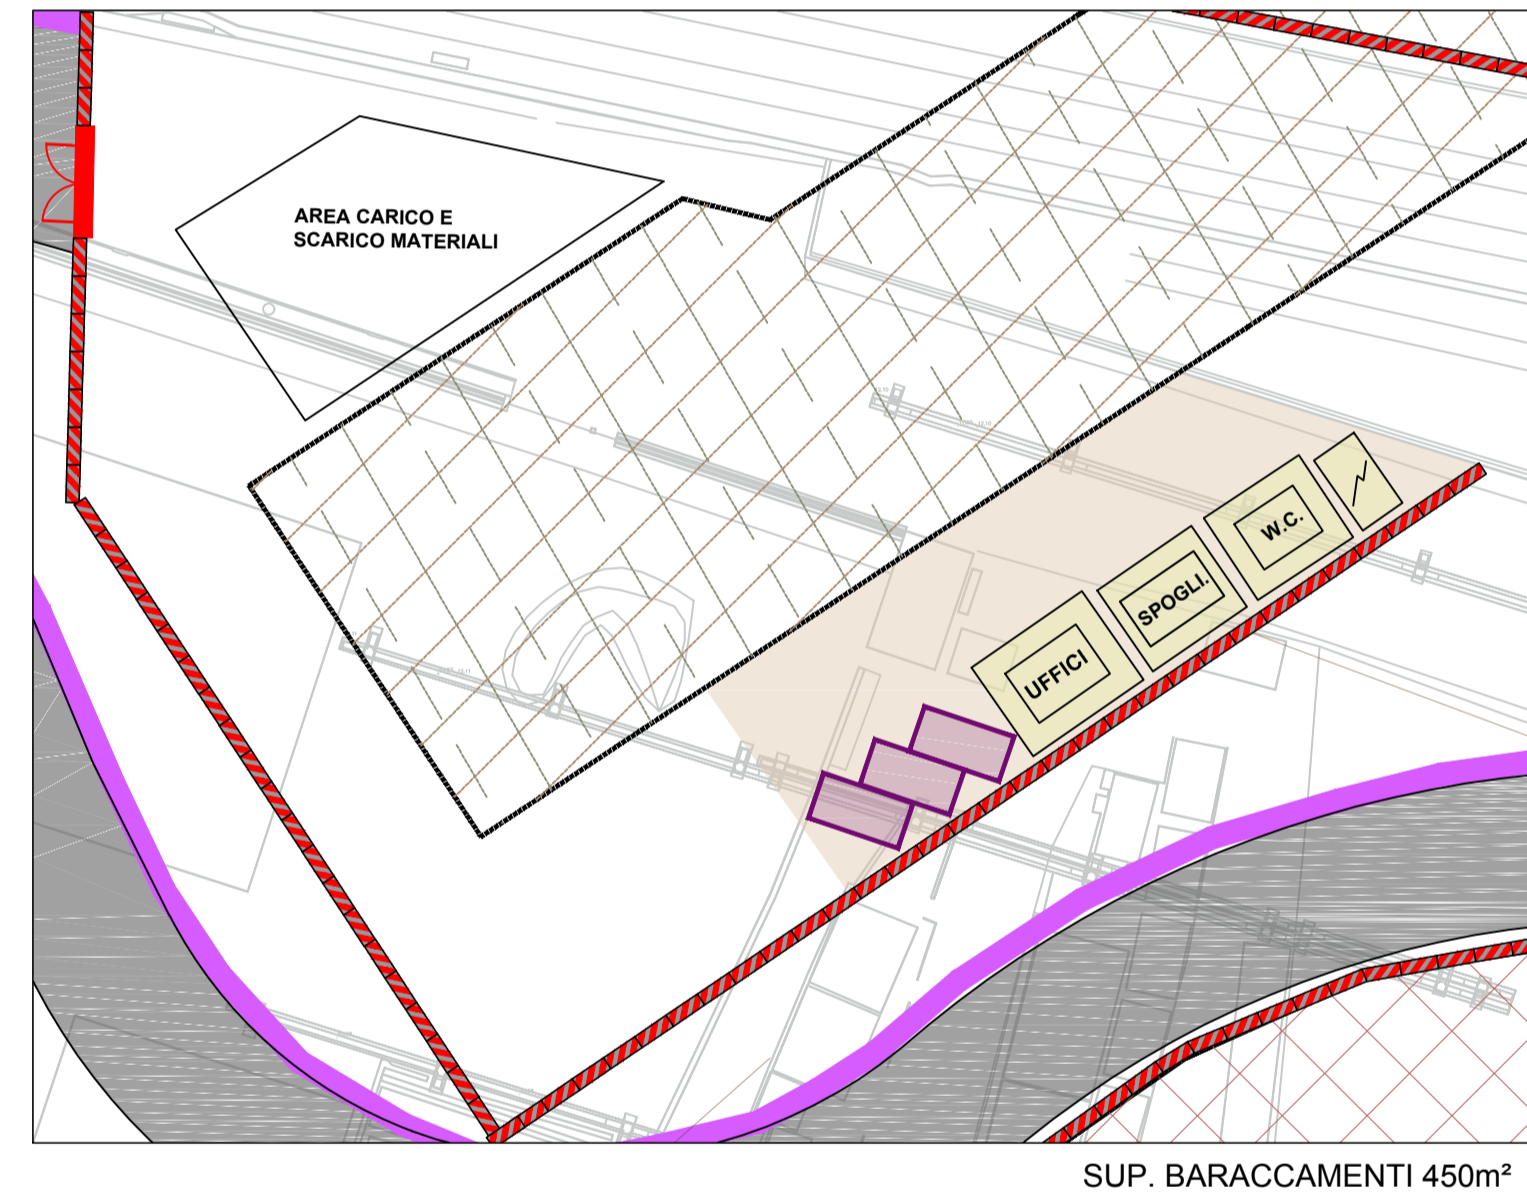 AREA CARICO E
SCARICO MATERIALI
W.C.
SPOGLI.
UFFICI
SUP. BARACCAMENTI 450m²